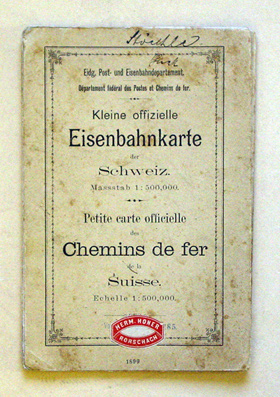 Eidg. Post- und Eisenbahndepartement.
Département fédéral des Postes et Chemins de fer.
Kleine offizielle
Eisenbahnkarte
der
Schweiz.
Massstab 1:500,000.
Petite carte officielle
des
Chemins de fer
de la
Suisse.
Echelle 1:500,000.
HERM. HOKER
RORSCHACH
1899